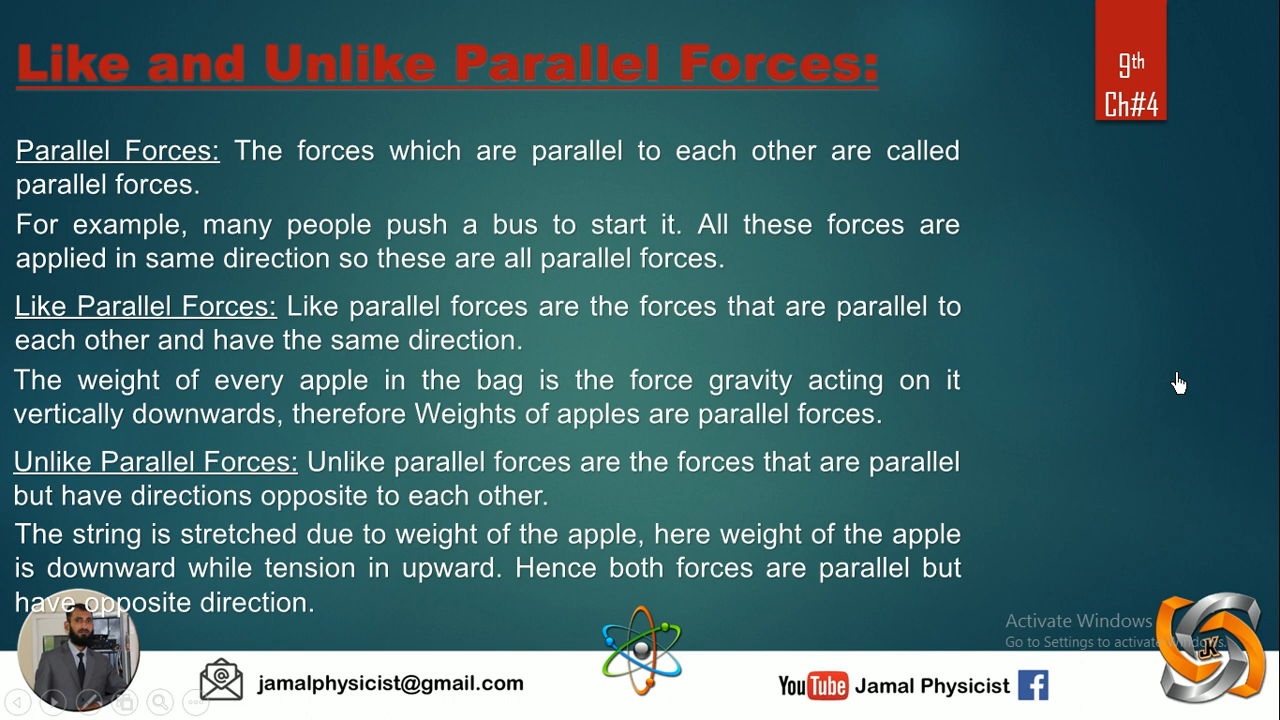 Like and Unlike Parallel Forces:
9th
Ch#4
Parallel Forces: The forces which are parallel to each other are called
parallel forces.
For example, many people push a bus to start it. All these forces are
applied in same direction so these are all parallel forces.
Like Parallel Forces: Like parallel forces are the forces that are parallel to
each other and have the same direction.
The weight of every apple in the bag is the force gravity acting on it
vertically downwards, therefore Weights of apples are parallel forces.
Unlike Parallel Forces: Unlike parallel forces are the forces that are parallel
but have directions opposite to each other.
The string is stretched due to weight of the apple, here weight of the apple
is downward while tension in upward. Hence both forces are parallel but
have opposite direction.
Activate Windows
Go to Settings to activate Windows.
JK
jamalphysicist@gmail.com
YouTube Jamal Physicist f